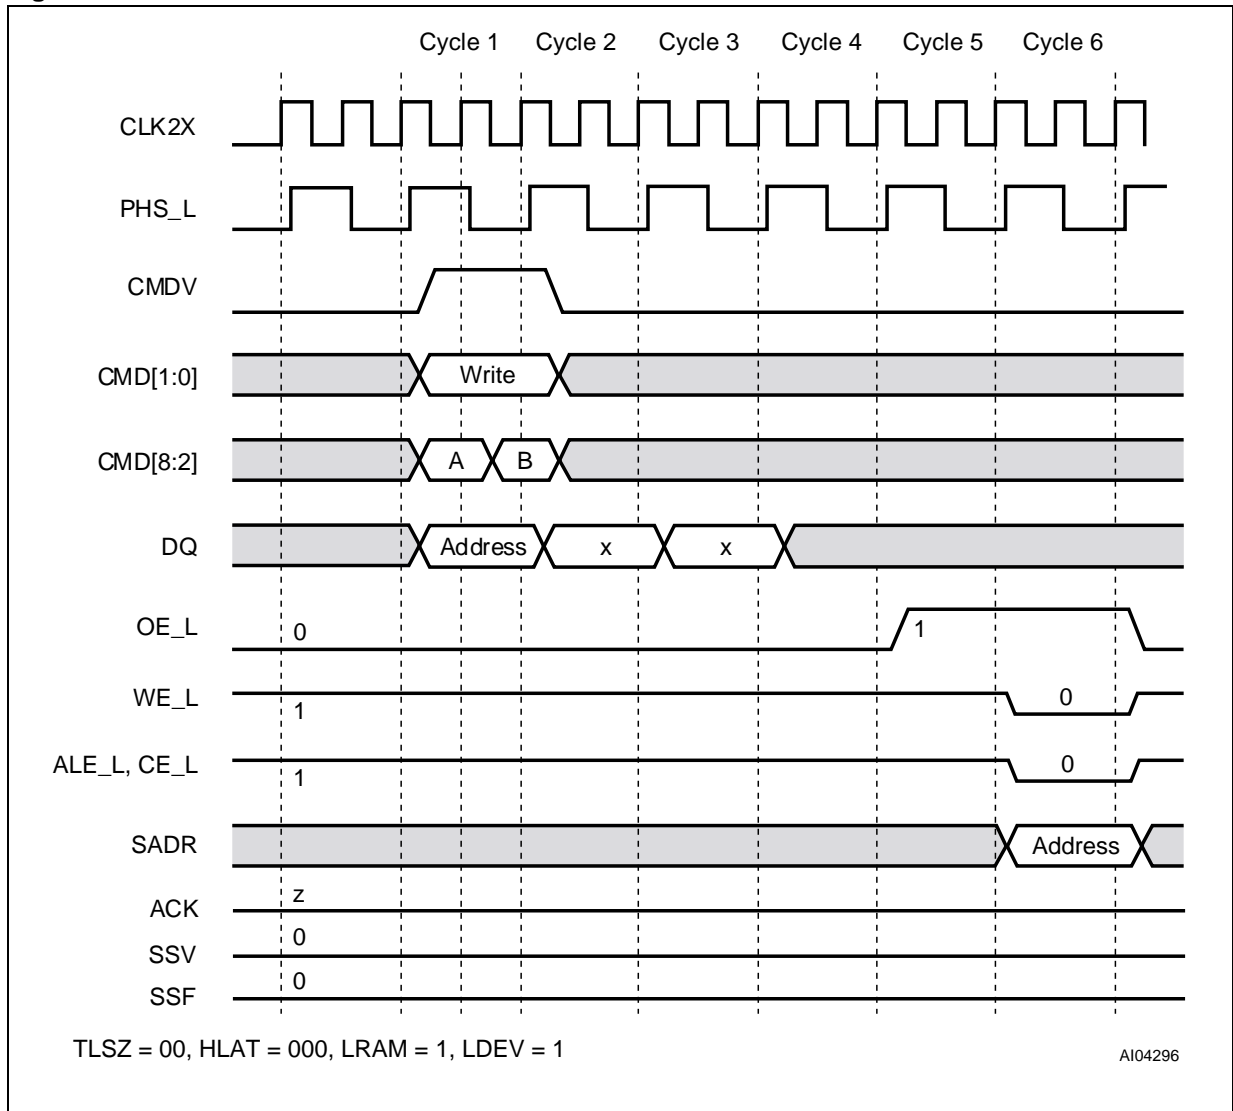 Cycle 1 Cycle 2 Cycle 3 Cycle 4 Cycle 5 Cycle 6
CLK2X
PHS_L
CMDV
CMD[1:0] Write
CMD[8:2] A B
DQ Address x x
OE_L 0 1
WE_L 1 0
ALE_L, CE_L 1 0
SADR Address
ACK z
SSV 0
SSF 0
TLSZ = 00, HLAT = 000, LRAM = 1, LDEV = 1
AI04296